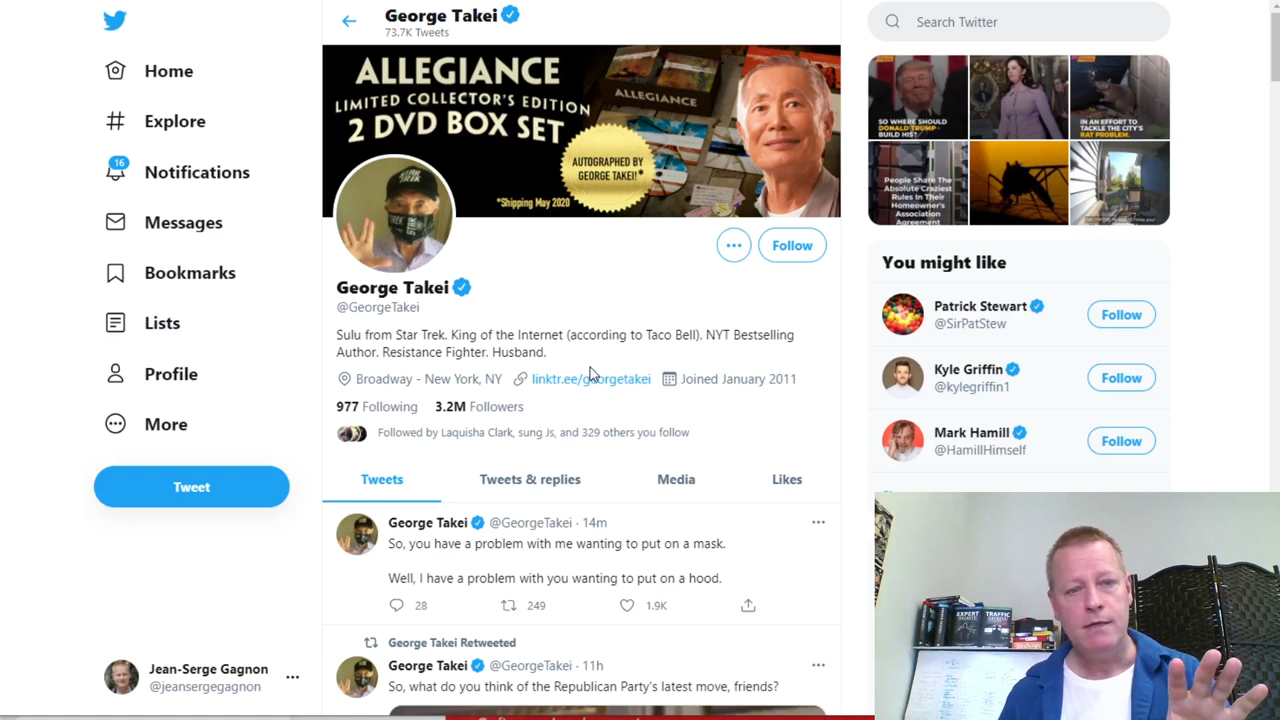 George Takei
73.7K Tweets
Search Twitter
Home
Explore
16
Notifications
Messages
Bookmarks
Lists
Profile
More
Tweet
Jean-Serge Gagnon
@jeansergegagnon
ALLEGIANCE
LIMITED COLLECTOR'S EDITION
2 DVD BOX SET
ALLEGIANCE
AUTOGRAPHED BY
GEORGE TAKEI!*
*Shipping May 2020
Follow
George Takei
@GeorgeTakei
Sulu from Star Trek. King of the Internet (according to Taco Bell). NYT Bestselling
Author. Resistance Fighter. Husband.
Broadway - New York, NY
linktr.ee/georgetakei
Joined January 2011
977 Following 3.2M Followers
Followed by Laquisha Clark, sung Js, and 329 others you follow
Tweets
Tweets & replies
Media
Likes
George Takei @GeorgeTakei · 14m
So, you have a problem with me wanting to put on a mask.
Well, I have a problem with you wanting to put on a hood.
28
249
1.9K
George Takei Retweeted
George Takei @GeorgeTakei · 11h
So, what do you think of the Republican Party's latest move, friends?
SO WHERE SHOULD
DONALD TRUMP
BUILD HIS?
IN AN EFFORT TO
TACKLE THE CITY'S
RAT PROBLEM.
People Share The
Absolute Craziest
Rules In Their
Homeowner's
Association
Agreement
You might like
Patrick Stewart
@SirPatStew
Follow
Kyle Griffin
@kylegriffin1
Follow
Mark Hamill
@HamillHimself
Follow
EXPERT
SECRETS
TRAFFIC
SECRETS